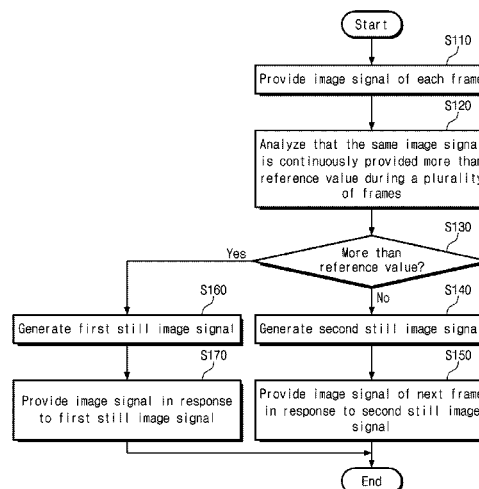 Start
S110
Provide image signal of each frame
S120
Analyze that the same image signal
is continuously provided more than
reference value during a plurality
of frames
S130
More than
reference value?
Yes
No
S160
Generate first still image signal
S140
Generate second still image signal
S170
Provide image signal in response
to first still image signal
S150
Provide image signal of next frame
in response to second still image
signal
End